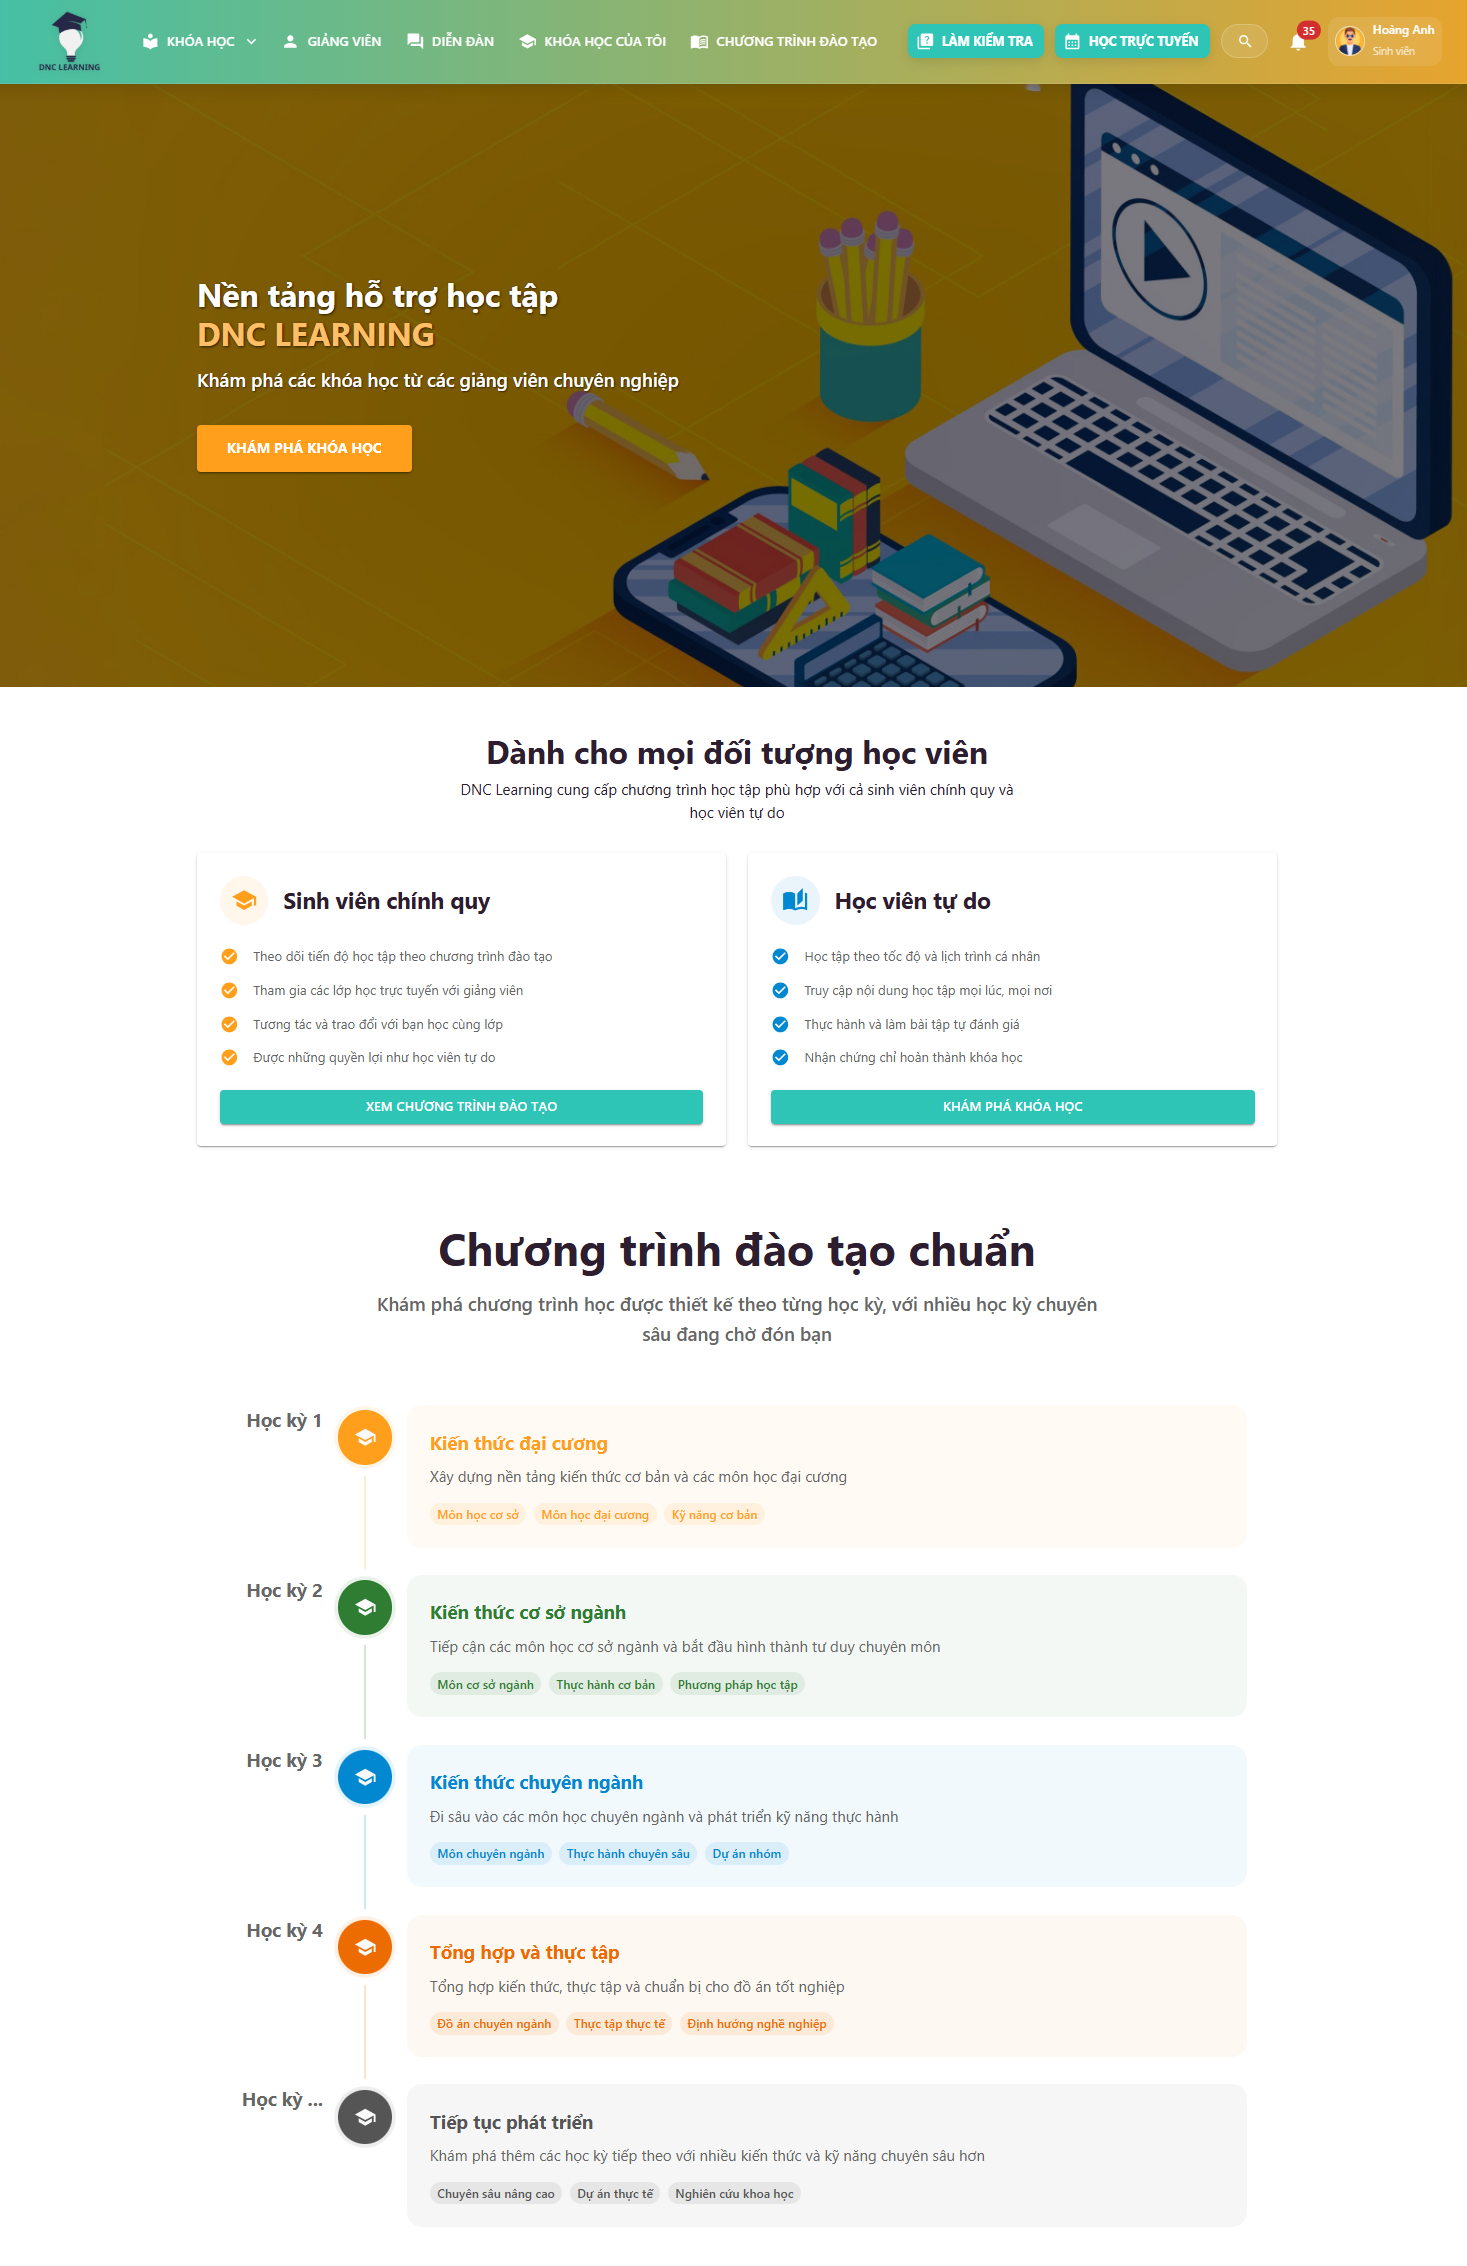 DNC LEARNING
KHÓA HỌC
GIẢNG VIÊN
DIỄN ĐÀN
KHÓA HỌC CỦA TÔI
CHƯƠNG TRÌNH ĐÀO TẠO
LÀM KIỂM TRA
HỌC TRỰC TUYẾN
35
Hoàng Anh
Sinh viên
Nền tảng hỗ trợ học tập
DNC LEARNING
Khám phá các khóa học từ các giảng viên chuyên nghiệp
KHÁM PHÁ KHÓA HỌC
Dành cho mọi đối tượng học viên
DNC Learning cung cấp chương trình học tập phù hợp với cả sinh viên chính quy và
học viên tự do
Sinh viên chính quy
Theo dõi tiến độ học tập theo chương trình đào tạo
Tham gia các lớp học trực tuyến với giảng viên
Tương tác và trao đổi với bạn học cùng lớp
Được những quyền lợi như học viên tự do
XEM CHƯƠNG TRÌNH ĐÀO TẠO
Học viên tự do
Học tập theo tốc độ và lịch trình cá nhân
Truy cập nội dung học tập mọi lúc, mọi nơi
Thực hành và làm bài tập tự đánh giá
Nhận chứng chỉ hoàn thành khóa học
KHÁM PHÁ KHÓA HỌC
Chương trình đào tạo chuẩn
Khám phá chương trình học được thiết kế theo từng học kỳ, với nhiều học kỳ chuyên
sâu đang chờ đón bạn
Học kỳ 1
Kiến thức đại cương
Xây dựng nền tảng kiến thức cơ bản và các môn học đại cương
Môn học cơ sở
Môn học đại cương
Kỹ năng cơ bản
Học kỳ 2
Kiến thức cơ sở ngành
Tiếp cận các môn học cơ sở ngành và bắt đầu hình thành tư duy chuyên môn
Môn cơ sở ngành
Thực hành cơ bản
Phương pháp học tập
Học kỳ 3
Kiến thức chuyên ngành
Đi sâu vào các môn học chuyên ngành và phát triển kỹ năng thực hành
Môn chuyên ngành
Thực hành chuyên sâu
Dự án nhóm
Học kỳ 4
Tổng hợp và thực tập
Tổng hợp kiến thức, thực tập và chuẩn bị cho đồ án tốt nghiệp
Đồ án chuyên ngành
Thực tập thực tế
Định hướng nghề nghiệp
Học kỳ ...
Tiếp tục phát triển
Khám phá thêm các học kỳ tiếp theo với nhiều kiến thức và kỹ năng chuyên sâu hơn
Chuyên sâu nâng cao
Dự án thực tế
Nghiên cứu khoa học